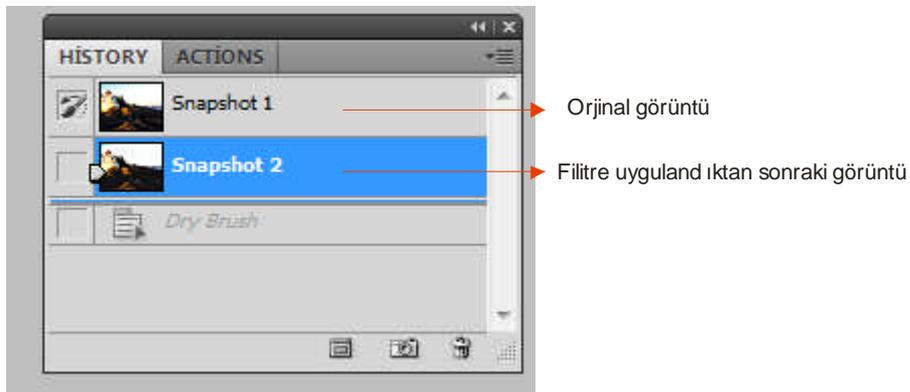 HİSTORY ACTİONS
Snapshot 1
Orjinal görüntü
Snapshot 2
Filitre uyguland ıktan sonraki görüntü
Dry Brush